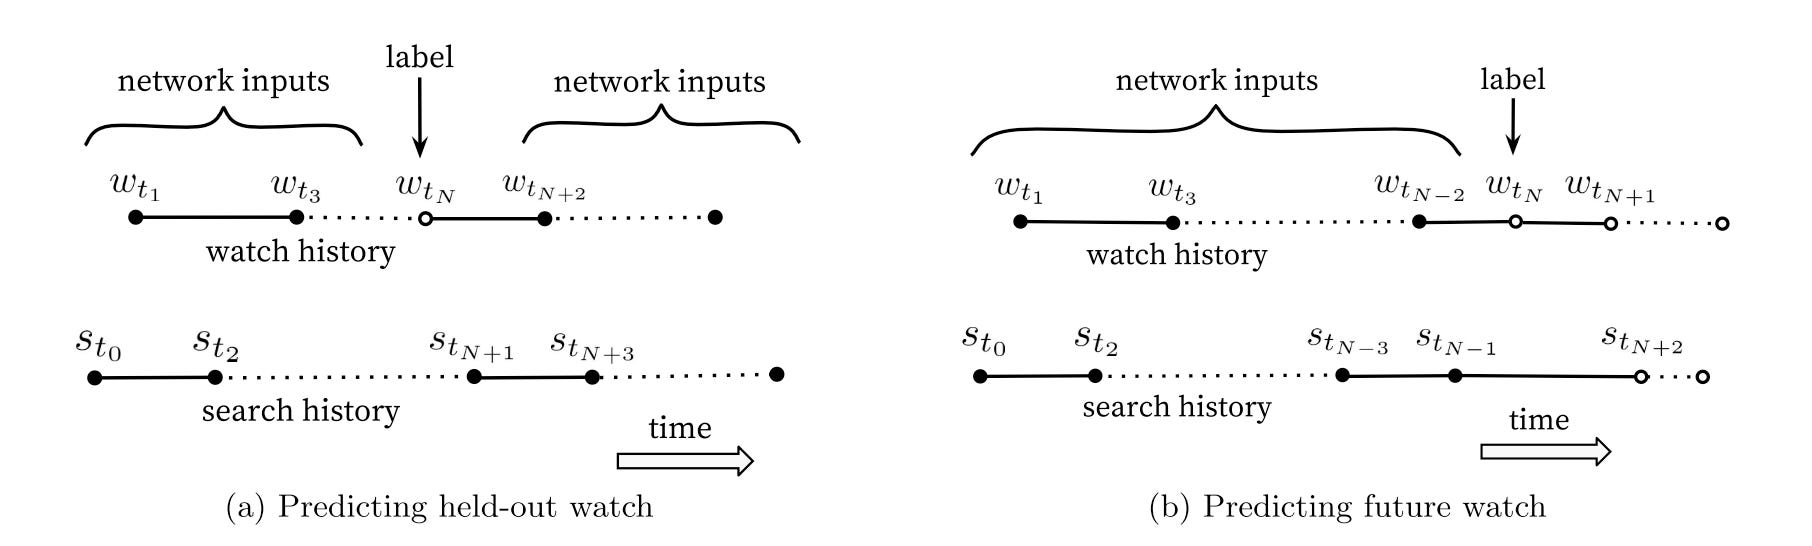 label
network inputs
network inputs
w_{t_1} w_{t_3} w_{t_N} w_{t_{N+2}}
watch history
s_{t_0} s_{t_2} s_{t_{N+1}} s_{t_{N+3}}
search history
time
(a) Predicting held-out watch
network inputs
label
w_{t_1} w_{t_3} w_{t_{N-2}} w_{t_N} w_{t_{N+1}}
watch history
s_{t_0} s_{t_2} s_{t_{N-3}} s_{t_{N-1}} s_{t_{N+2}}
search history
time
(b) Predicting future watch